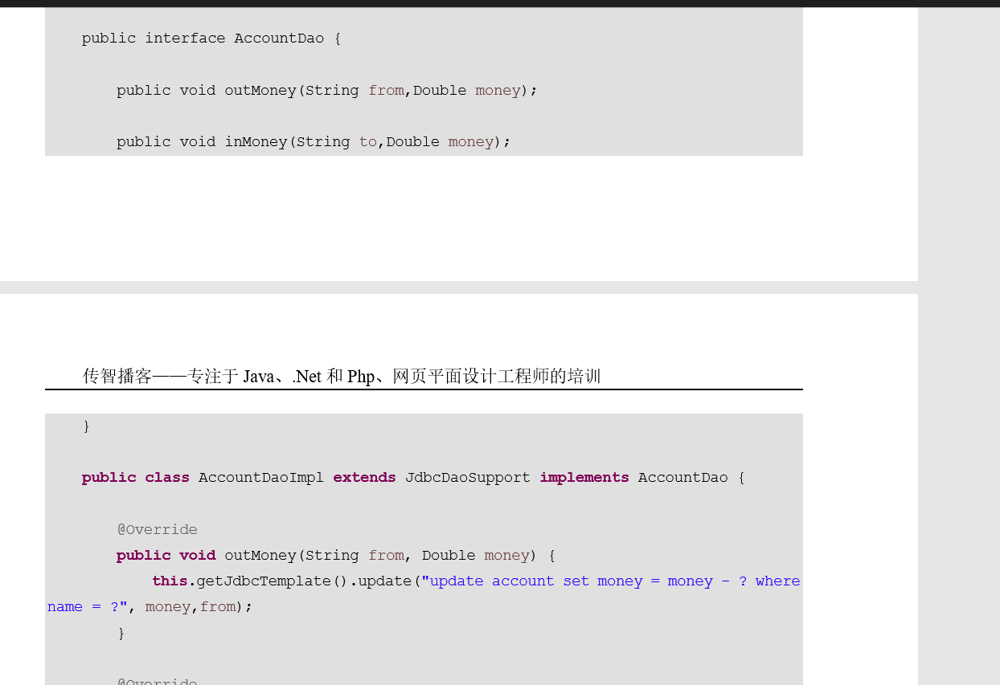 public interface AccountDao {
public void outMoney(String from,Double money);
public void inMoney(String to,Double money);
传智播客——专注于 Java、.Net 和 Php、网页平面设计工程师的培训
}
public class AccountDaoImpl extends JdbcDaoSupport implements AccountDao {
@Override
public void outMoney(String from, Double money) {
this.getJdbcTemplate().update("update account set money = money - ? where
name = ?", money,from);
}
@Override